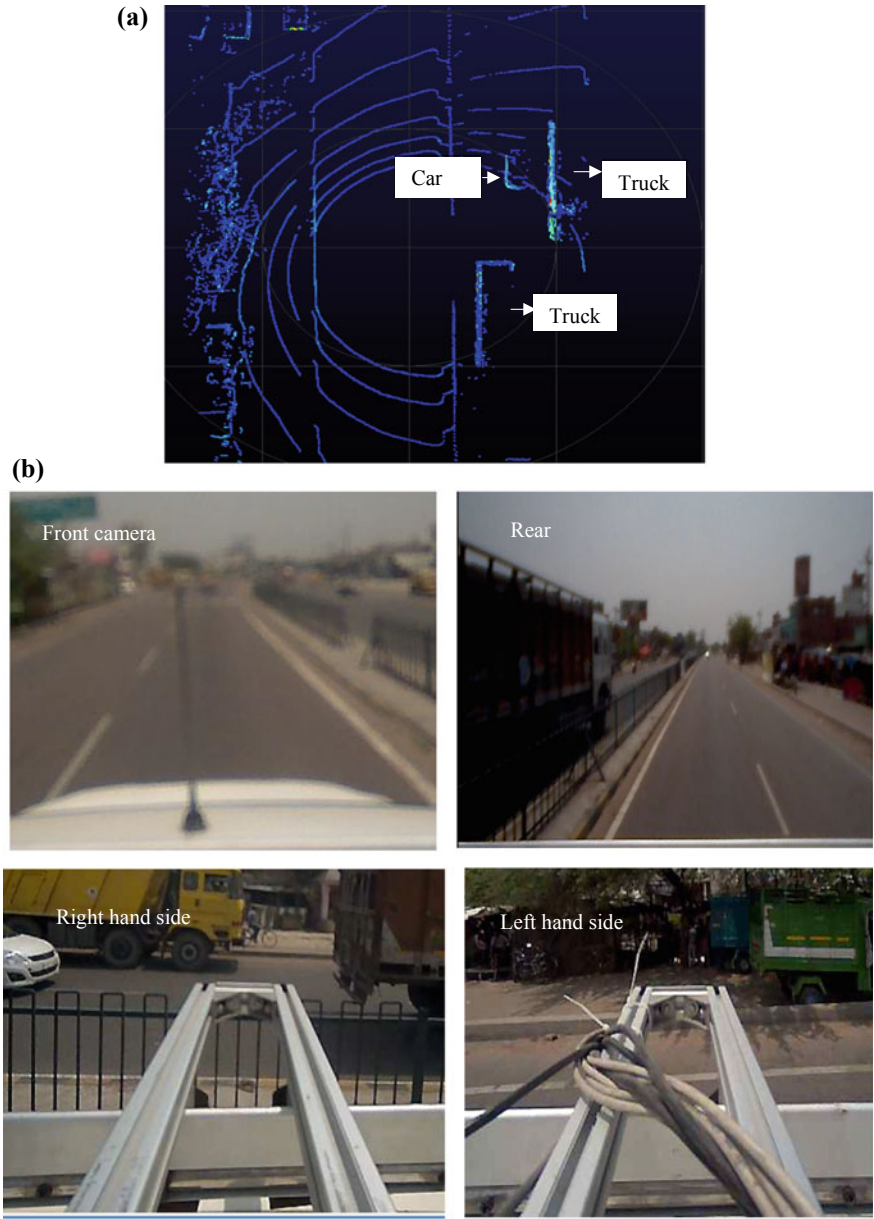 (a)
Car
Truck
Truck
(b)
Front camera
Rear
Right hand side
Left hand side